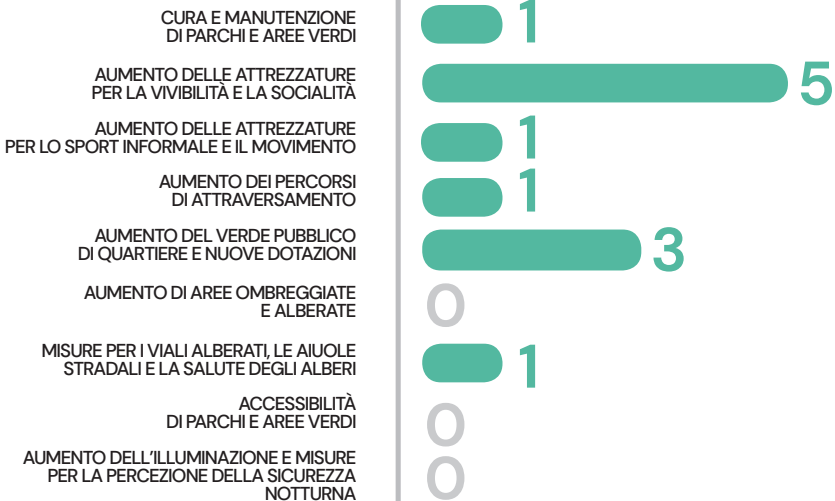 CURA E MANUTENZIONE
DI PARCHI E AREE VERDI
1
AUMENTO DELLE ATTREZZATURE
PER LA VIVIBILITÀ E LA SOCIALITÀ
5
AUMENTO DELLE ATTREZZATURE
PER LO SPORT INFORMALE E IL MOVIMENTO
1
AUMENTO DEI PERCORSI
DI ATTRAVERSAMENTO
1
AUMENTO DEL VERDE PUBBLICO
DI QUARTIERE E NUOVE DOTAZIONI
3
AUMENTO DI AREE OMBREGGIATE
E ALBERATE
0
MISURE PER I VIALI ALBERATI, LE AIUOLE
STRADALI E LA SALUTE DEGLI ALBERI
1
ACCESSIBILITÀ
DI PARCHI E AREE VERDI
0
AUMENTO DELL'ILLUMINAZIONE E MISURE
PER LA PERCEZIONE DELLA SICUREZZA
NOTTURNA
0